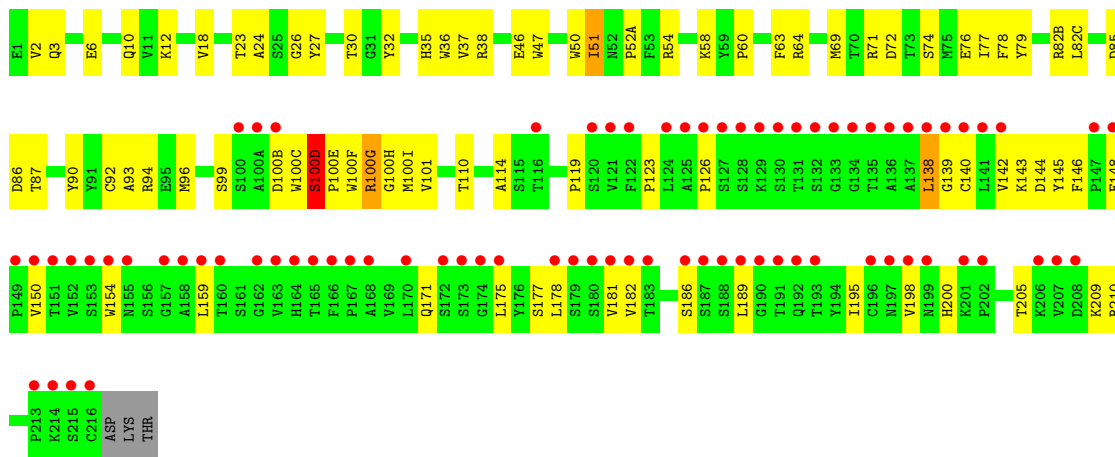 E1 V2 Q3 E6 Q10 V11 K12 V18 T23 A24 S25 G26 Y27 T30 G31 Y32 H35 W36 V37 R38 E46 W47 W50 I51 N52 P52A F53 R54 K58 Y59 P60 F63 R64 M69 T70 R71 D72 T73 S74 M75 E76 I77 F78 Y79 R82B L82C
D86 T87 Y90 Y91 C92 A93 R94 E95 M96 S99 S100 A100A D100B W100C S100D P100E W100F R100G G100H M100I V101 T110 A114 S115 T116 P119 S120 V121 F122 P123 L124 A125 P126 S127 S128 K129 S130 T131 S132 G133 G134 T135 A136 A137 L138 G139 C140 L141 V142 K143 D144 Y145 F146 P147
P149 V150 T151 V152 S153 W154 N155 S156 G157 A158 L159 T160 S161 G162 V163 H164 T165 F166 P167 A168 V169 L170 Q171 S172 S173 G174 L175 Y176 S177 L178 S179 S180 V181 V182 T183 S186 S187 S188 L189 G190 T191 Q192 T193 Y194 I195 C196 N197 V198 N199 H200 K201 P202 T205 K206 V207 D208 K209
P213 K214 S215 C216 ASP LYS THR